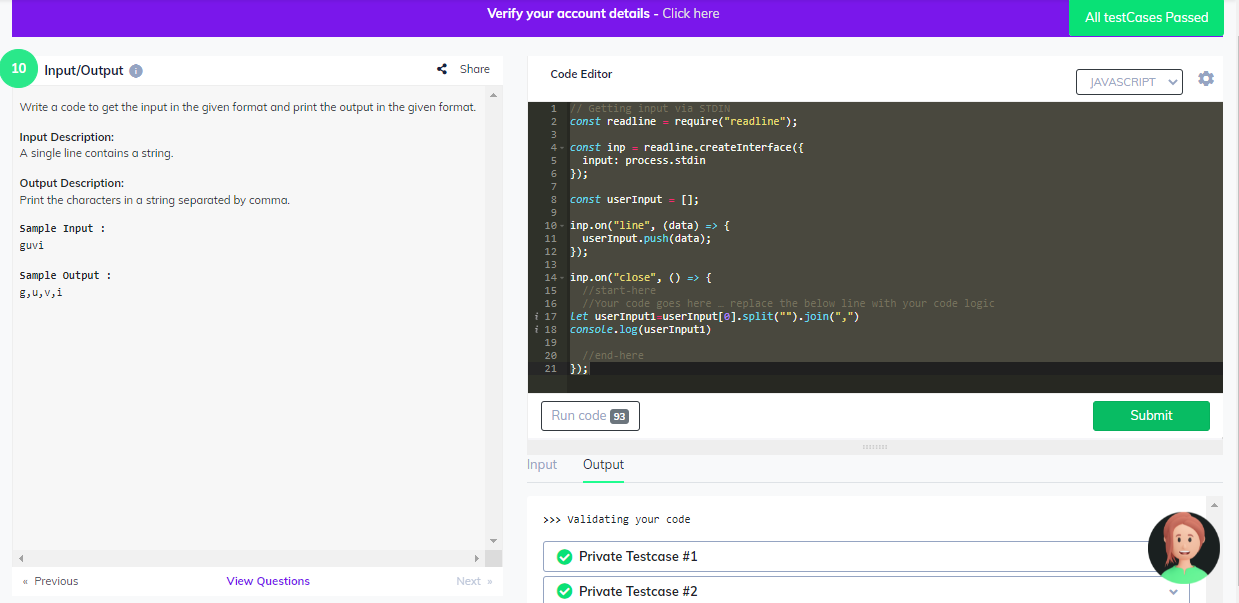 Verify your account details - Click here
All testCases Passed
10
Input/Output
i
Share
Write a code to get the input in the given format and print the output in the given format.
Input Description:
A single line contains a string.
Output Description:
Print the characters in a string separated by comma.
Sample Input :
guvi
Sample Output :
g,u,v,i
« Previous
View Questions
Next »
Code Editor
JAVASCRIPT
1 // Getting input via STDIN
2 const readline = require("readline");
3
4 const inp = readline.createInterface({
5 input: process.stdin
6 });
7
8 const userInput = [];
9
10 inp.on("line", (data) => {
11 userInput.push(data);
12 });
13
14 inp.on("close", () => {
15 //start-here
16 //Your code goes here … replace the below line with your code logic
i 17 let userInput1=userInput[0].split("").join(",")
i 18 console.log(userInput1)
19
20 //end-here
21 });
Run code 93
Submit
Input
Output
>>> Validating your code
Private Testcase #1
Private Testcase #2